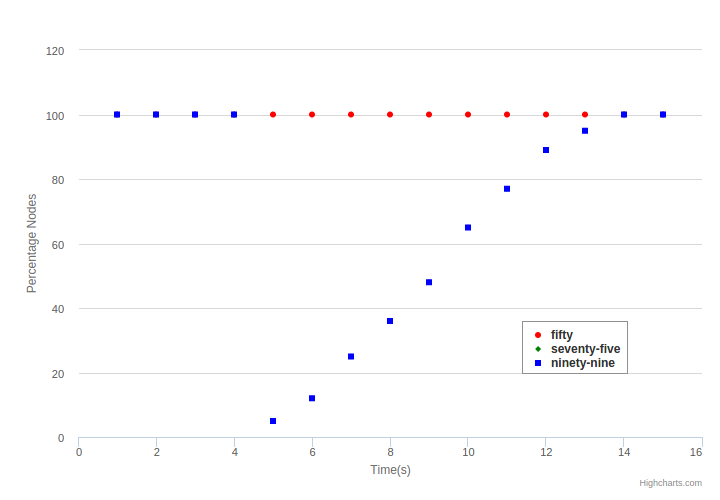 120
100
80
60
40
20
0
Percentage Nodes
fifty
seventy-five
ninety-nine
0 2 4 6 8 10 12 14 16
Time(s)
Highcharts.com